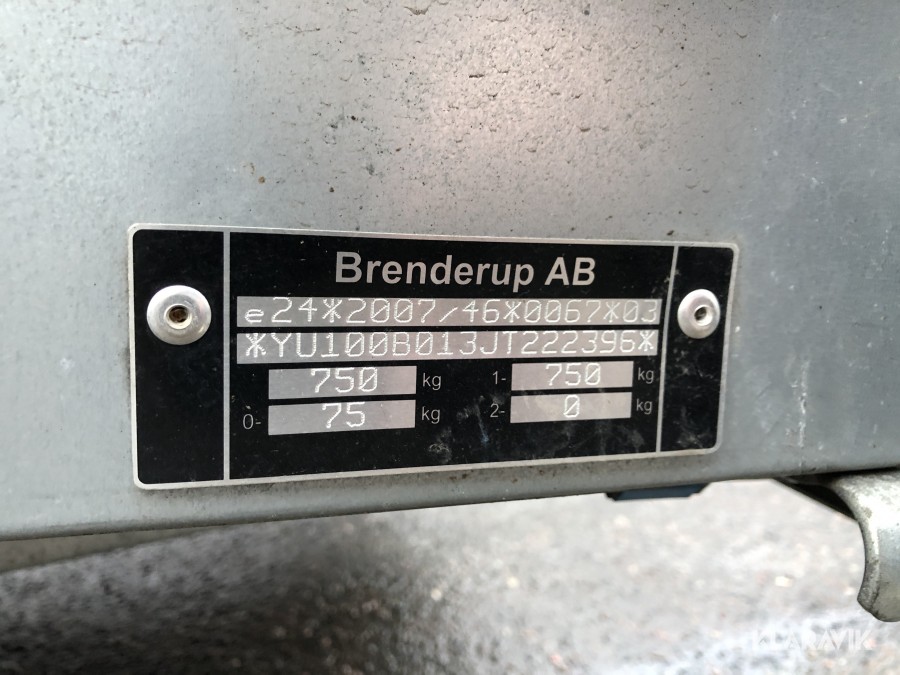 Brenderup AB
e24*2007/46*0067*03
*YU100B013JT222396*
750 kg 1- 750 kg
0- 75 kg 2- 0 kg
KLARAVIK